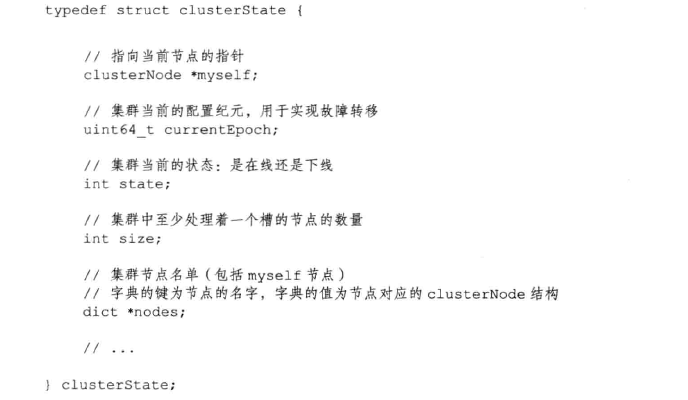 typedef struct clusterState {
// 指向当前节点的指针
clusterNode *myself;
// 集群当前的配置纪元，用于实现故障转移
uint64_t currentEpoch;
// 集群当前的状态：是在线还是下线
int state;
// 集群中至少处理着一个槽的节点的数量
int size;
// 集群节点名单（包括 myself 节点）
// 字典的键为节点的名字，字典的值为节点对应的 clusterNode 结构
dict *nodes;
// ...
} clusterState;